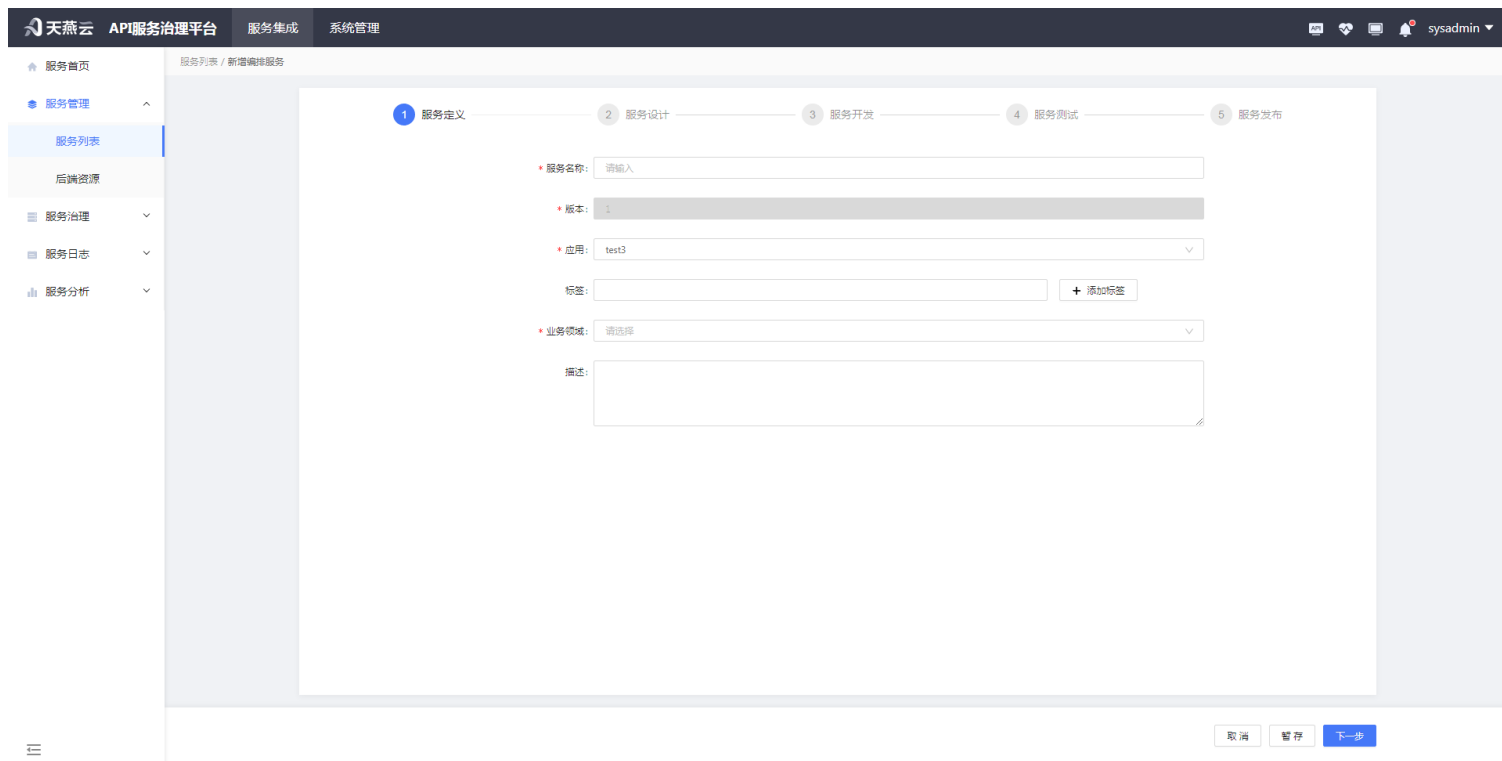 天燕云 API服务治理平台 服务集成 系统管理 API sysadmin
服务首页
服务管理
服务列表
后端资源
服务治理
服务日志
服务分析
服务列表 / 新增编排服务
1 服务定义 2 服务设计 3 服务开发 4 服务测试 5 服务发布
* 服务名称: 请输入
* 版本: 1
* 应用: test3
标签: + 添加标签
* 业务领域: 请选择
描述:
取消 暂存 下一步